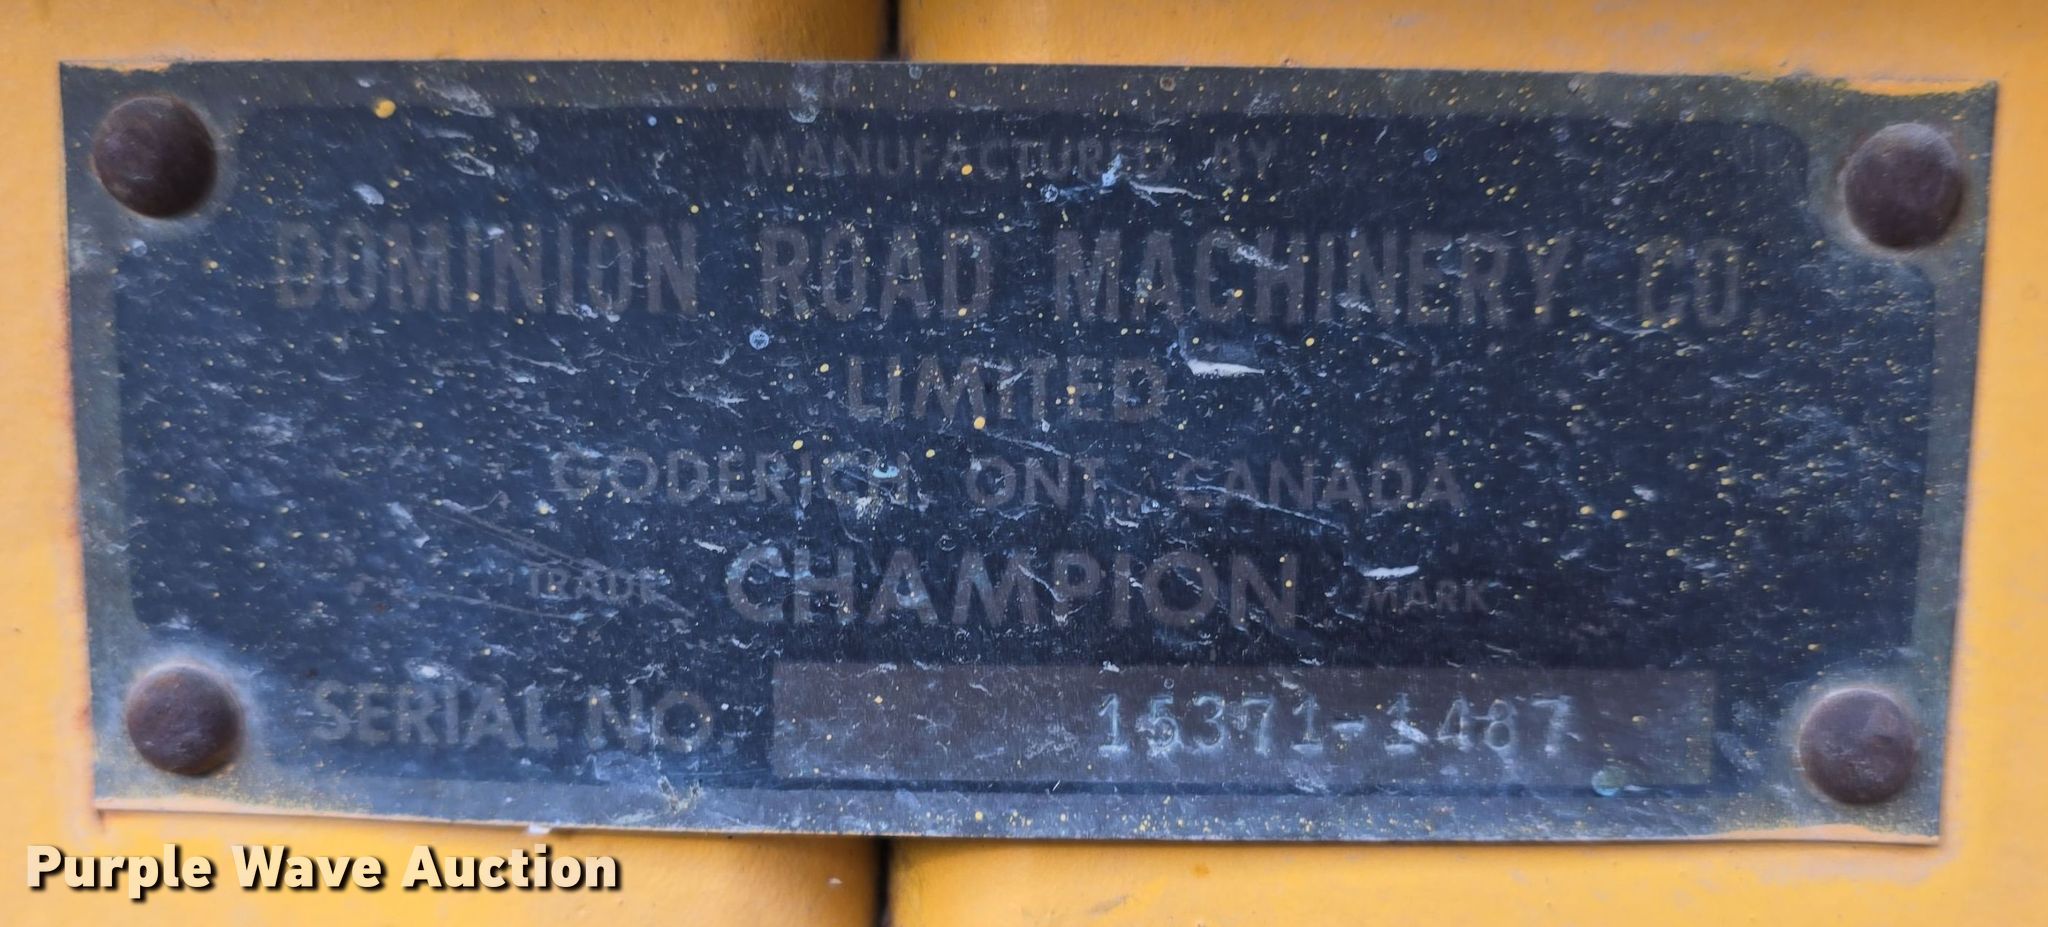 MANUFACTURED BY
DOMINION ROAD MACHINERY CO.
LIMITED
GODERICH, ONT., CANADA
TRADE CHAMPION MARK
SERIAL NO. 15371-1487
Purple Wave Auction